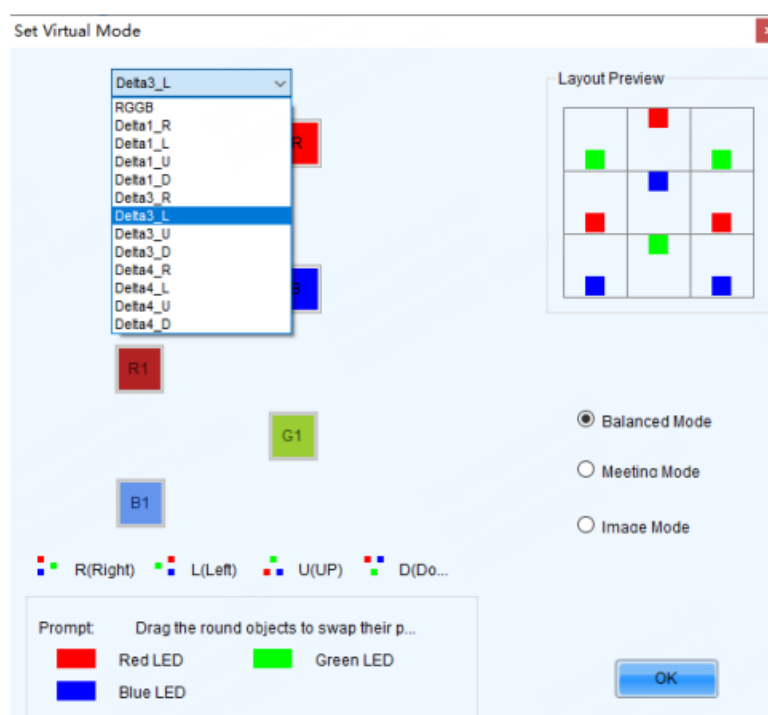 Set Virtual Mode
Delta3_L
Layout Preview
RGGB
Delta1_R
Delta1_L
Delta1_U
Delta1_D
Delta3_R
Delta3_L
Delta3_U
Delta3_D
Delta4_R
Delta4_L
Delta4_U
Delta4_D
R
R1
G1
B1
Balanced Mode
Meeting Mode
Image Mode
R(Right) L(Left) U(UP) D(Do...
Prompt: Drag the round objects to swap their p...
Red LED Green LED
Blue LED
OK